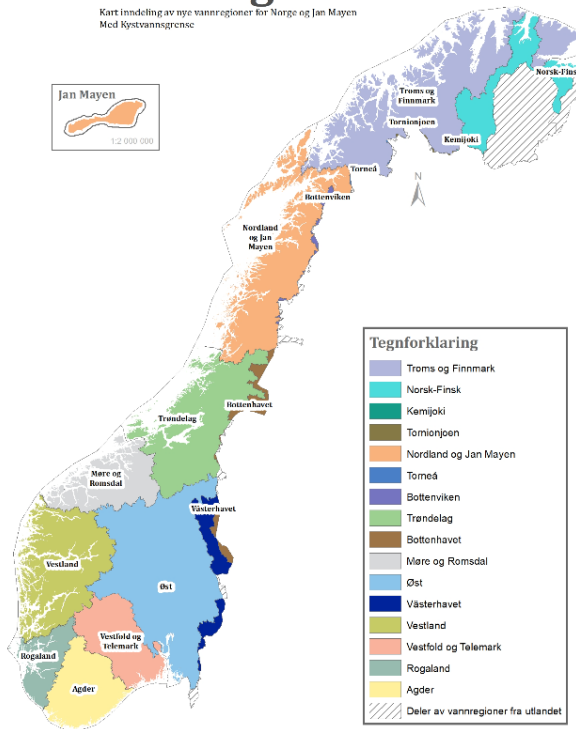 Kart inndeling av nye vannregioner for Norge og Jan Mayen
Med Kystvannsgrense
Jan Mayen
1:2 000 000
Norsk-Finsk
Troms og
Finnmark
Tornionjoen
Kemijoki
Torneå
Bottenviken
Nordland
og Jan
Mayen
Bottenhavet
Trøndelag
Møre og
Romsdal
Västerhavet
Vestland
Øst
Vestfold og
Telemark
Rogaland
Agder
N
Tegnforklaring
Troms og Finnmark
Norsk-Finsk
Kemijoki
Tornionjoen
Nordland og Jan Mayen
Torneå
Bottenviken
Trøndelag
Bottenhavet
Møre og Romsdal
Øst
Västerhavet
Vestland
Vestfold og Telemark
Rogaland
Agder
Deler av vannregioner fra utlandet